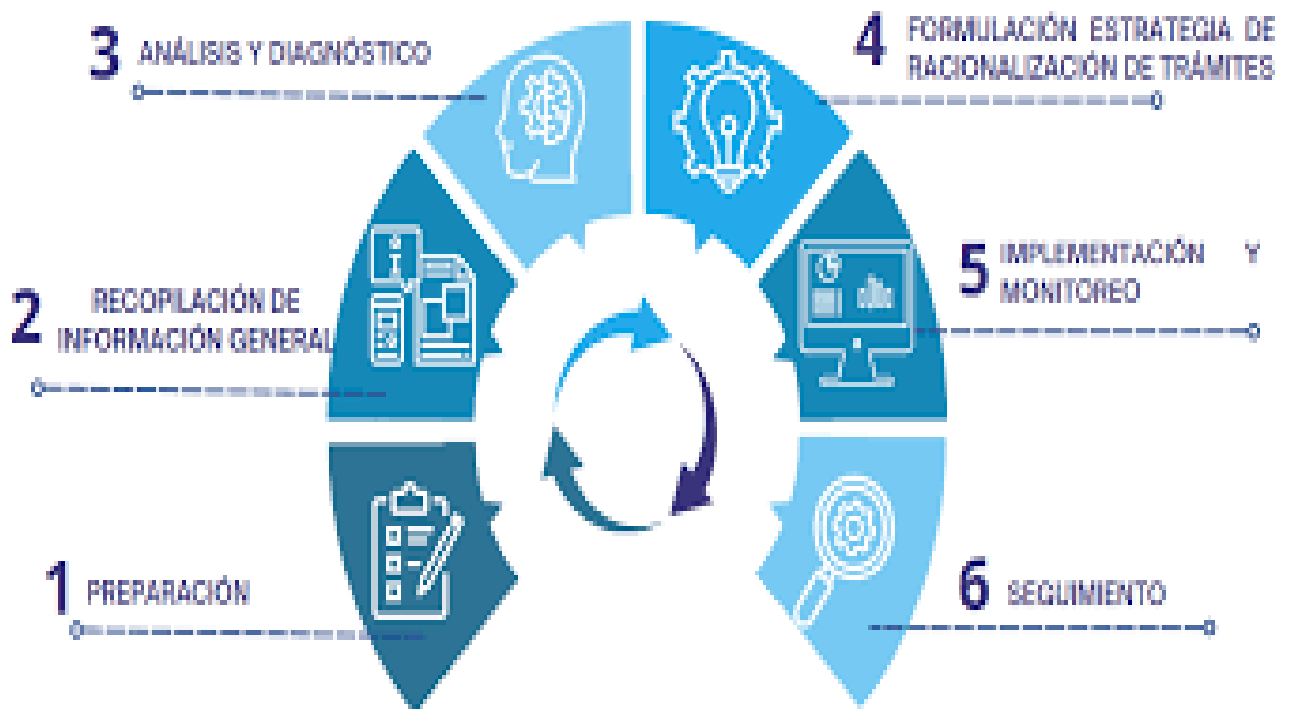 3 ANÁLISIS Y DIAGNÓSTICO
4 FORMULACIÓN ESTRATEGIA DE
RACIONALIZACIÓN DE TRÁMITES
2 RECOPILACIÓN DE
INFORMACIÓN GENERAL
5 IMPLEMENTACIÓN Y
MONITOREO
1 PREPARACIÓN
6 SEGUIMIENTO